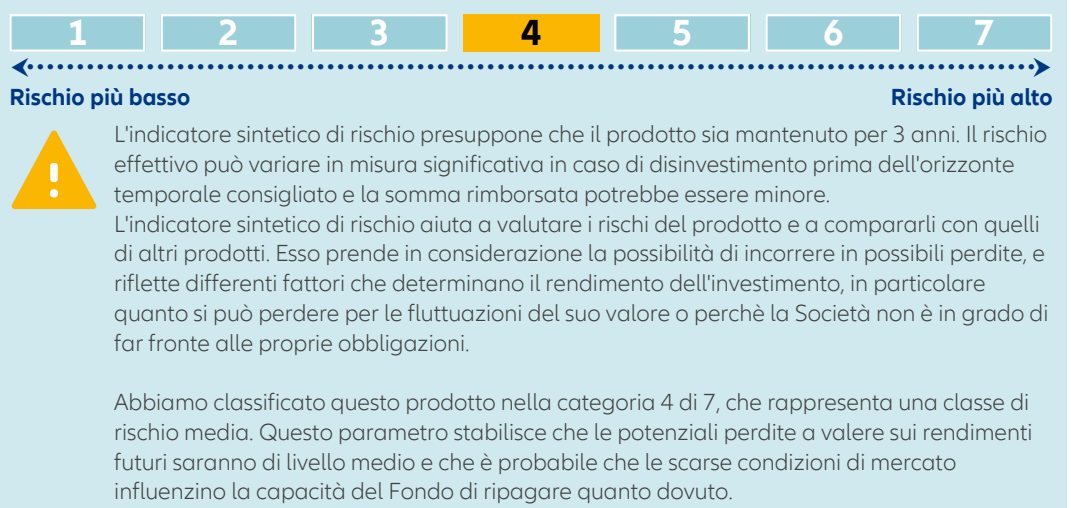 1 2 3 4 5 6 7
Rischio più basso Rischio più alto
L'indicatore sintetico di rischio presuppone che il prodotto sia mantenuto per 3 anni. Il rischio
effettivo può variare in misura significativa in caso di disinvestimento prima dell'orizzonte
temporale consigliato e la somma rimborsata potrebbe essere minore.
L'indicatore sintetico di rischio aiuta a valutare i rischi del prodotto e a compararli con quelli
di altri prodotti. Esso prende in considerazione la possibilità di incorrere in possibili perdite, e
riflette differenti fattori che determinano il rendimento dell'investimento, in particolare
quanto si può perdere per le fluttuazioni del suo valore o perchè la Società non è in grado di
far fronte alle proprie obbligazioni.
Abbiamo classificato questo prodotto nella categoria 4 di 7, che rappresenta una classe di
rischio media. Questo parametro stabilisce che le potenziali perdite a valere sui rendimenti
futuri saranno di livello medio e che è probabile che le scarse condizioni di mercato
influenzino la capacità del Fondo di ripagare quanto dovuto.